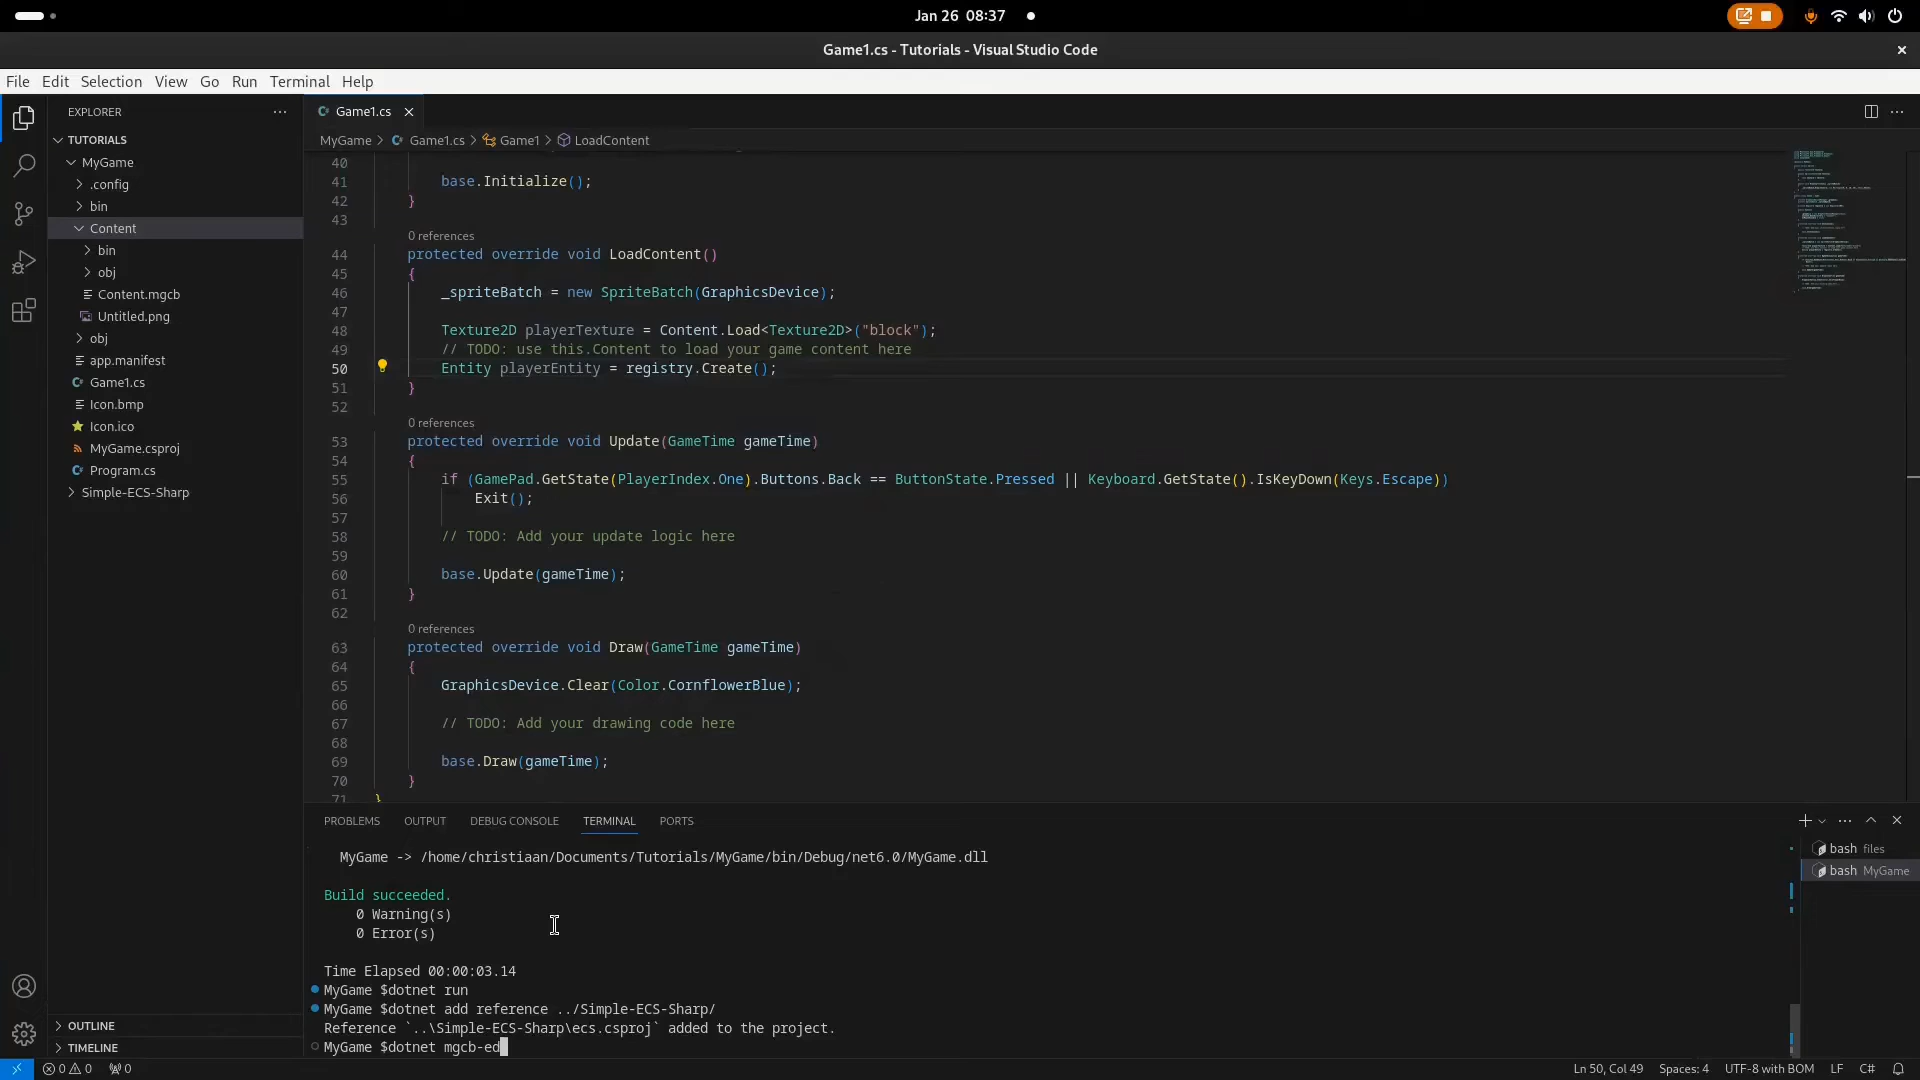 Jan 26 08:37
Game1.cs - Tutorials - Visual Studio Code
File Edit Selection View Go Run Terminal Help
EXPLORER
TUTORIALS
MyGame
.config
bin
Content
bin
obj
Content.mgcb
Untitled.png
obj
app.manifest
Game1.cs
Icon.bmp
Icon.ico
MyGame.csproj
Program.cs
Simple-ECS-Sharp
OUTLINE
TIMELINE
Game1.cs
MyGame > Game1.cs > Game1 > LoadContent
40
41 base.Initialize();
42 }
43
0 references
44 protected override void LoadContent()
45 {
46 _spriteBatch = new SpriteBatch(GraphicsDevice);
47
48 Texture2D playerTexture = Content.Load<Texture2D>("block");
49 // TODO: use this.Content to load your game content here
50 Entity playerEntity = registry.Create();
51 }
52
0 references
53 protected override void Update(GameTime gameTime)
54 {
55 if (GamePad.GetState(PlayerIndex.One).Buttons.Back == ButtonState.Pressed || Keyboard.GetState().IsKeyDown(Keys.Escape))
56 Exit();
57
58 // TODO: Add your update logic here
59
60 base.Update(gameTime);
61 }
62
0 references
63 protected override void Draw(GameTime gameTime)
64 {
65 GraphicsDevice.Clear(Color.CornflowerBlue);
66
67 // TODO: Add your drawing code here
68
69 base.Draw(gameTime);
70 }
71 }
PROBLEMS OUTPUT DEBUG CONSOLE TERMINAL PORTS
MyGame -> /home/christiaan/Documents/Tutorials/MyGame/bin/Debug/net6.0/MyGame.dll
Build succeeded.
0 Warning(s)
0 Error(s)
Time Elapsed 00:00:03.14
MyGame $dotnet run
MyGame $dotnet add reference ../Simple-ECS-Sharp/
Reference `..\Simple-ECS-Sharp\ecs.csproj` added to the project.
MyGame $dotnet mgcb-ed
bash files
bash MyGame
0 0 0 Ln 50, Col 49 Spaces: 4 UTF-8 with BOM LF C#